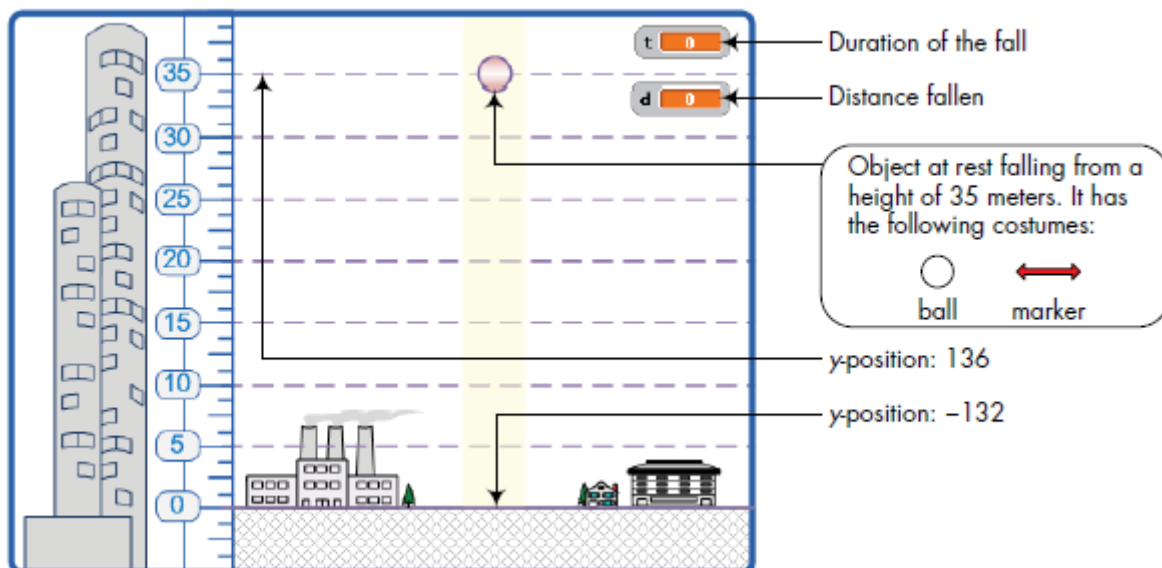 t 0
Duration of the fall
35
d 0
Distance fallen
30
Object at rest falling from a
height of 35 meters. It has
the following costumes:
25
20
ball marker
15
y-position: 136
10
y-position: –132
5
0